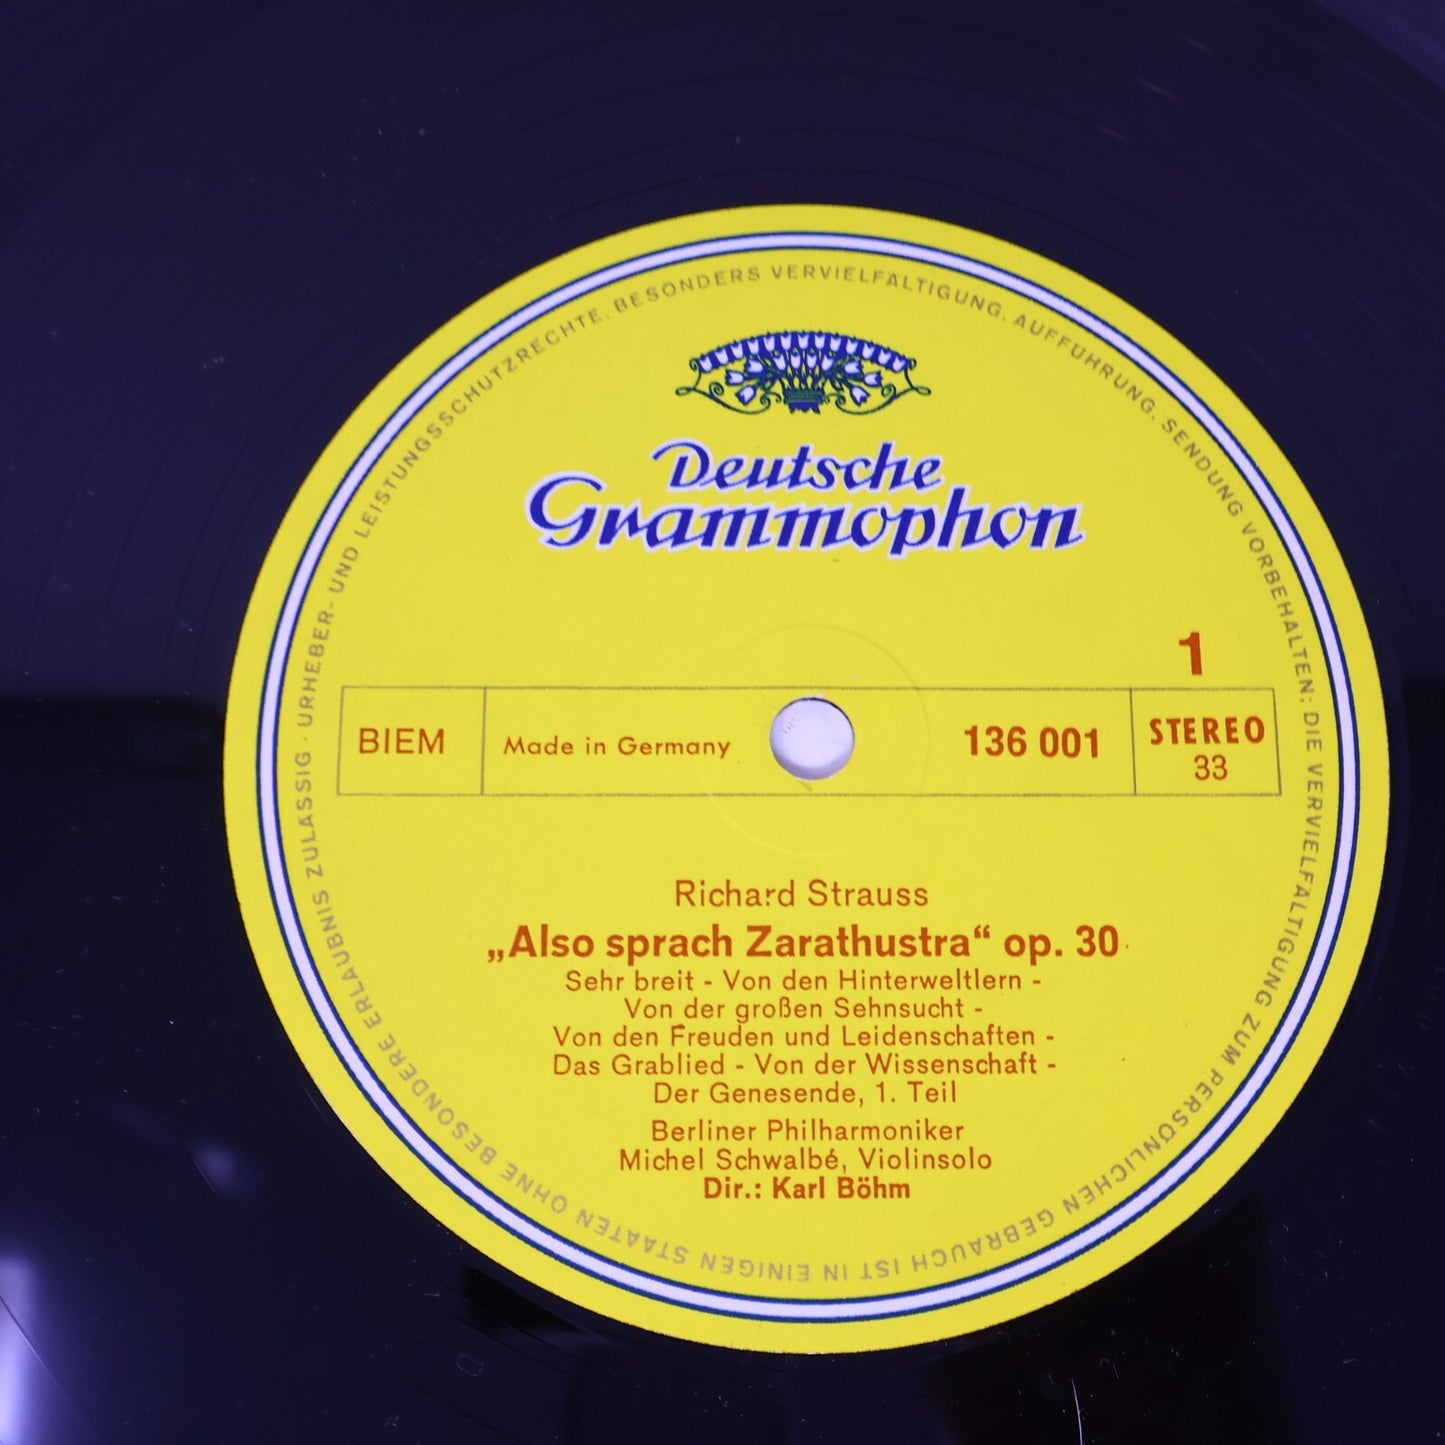 URHEBER- UND LEISTUNGSSCHUTZRECHTE, BESONDERS VERVIELFÄLTIGUNG, AUFFÜHRUNG, SENDUNG VORBEHALTEN; DIE VERVIELFÄLTIGUNG ZUM PERSÖNLICHEN GEBRAUCH IST IN EINIGEN STAATEN OHNE BESONDERE ERLAUBNIS ZULÄSSIG ·
Deutsche
Grammophon
1
BIEM
Made in Germany
136 001
STEREO
33
Richard Strauss
„Also sprach Zarathustra“ op. 30
Sehr breit - Von den Hinterweltlern -
Von der großen Sehnsucht -
Von den Freuden und Leidenschaften -
Das Grablied - Von der Wissenschaft -
Der Genesende, 1. Teil
Berliner Philharmoniker
Michel Schwalbé, Violinsolo
Dir.: Karl Böhm